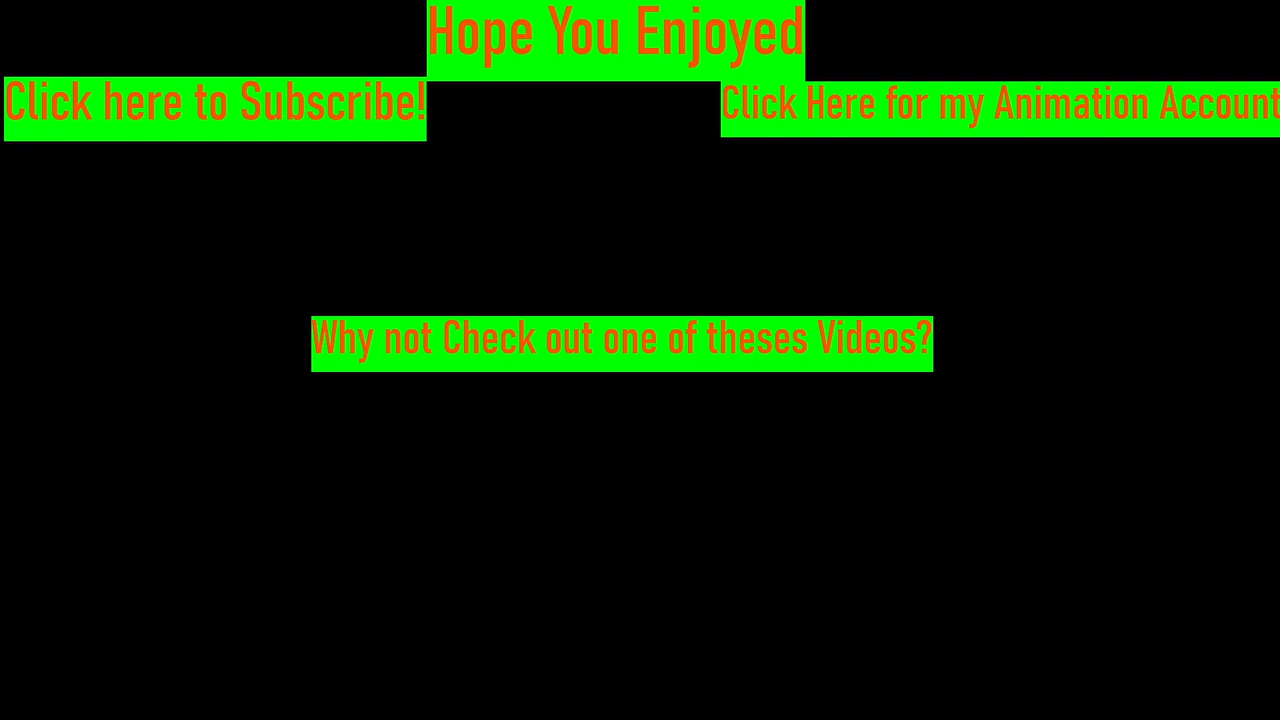 Hope You Enjoyed
Click here to Subscribe!
Click Here for my Animation Account
Why not Check out one of theses Videos?